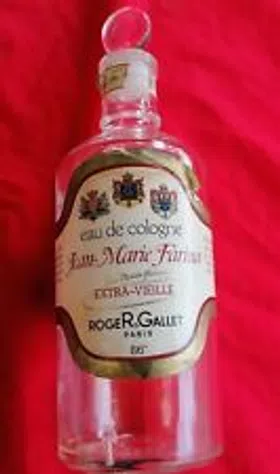 eau de cologne
Jean-Marie Farina
EXTRA-VIEILLE
ROGER & GALLET
PARIS